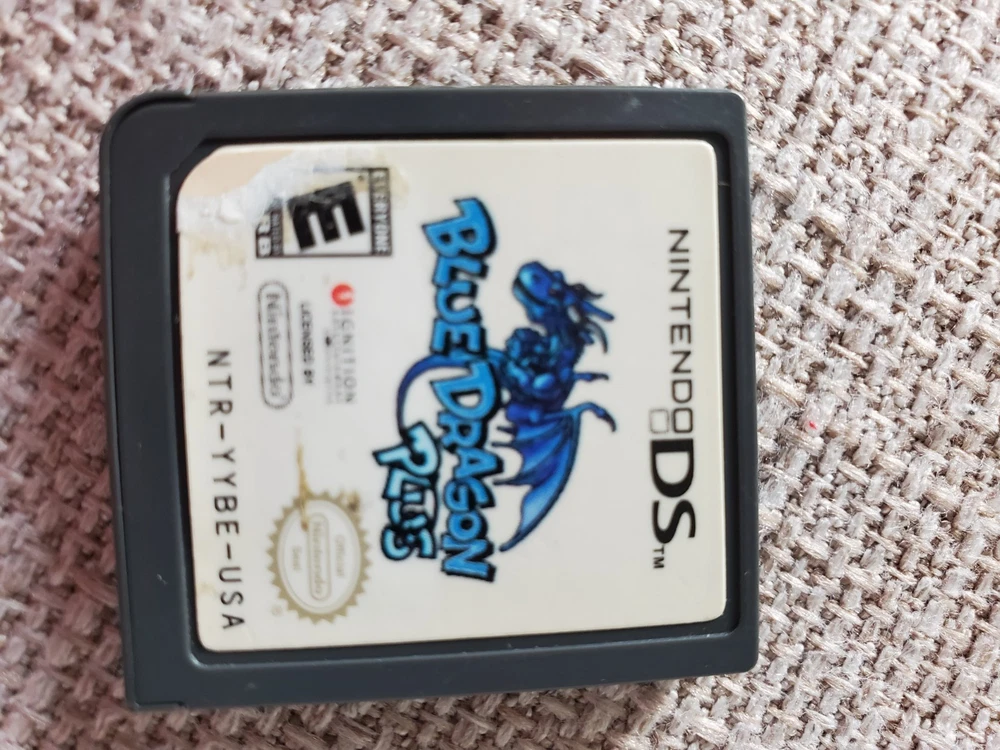 NINTENDO DS™
BLUE DRAGON
PLUS
EVERYONE
E
IGNITION
LICENSED BY
Nintendo
Official
Nintendo
Seal
®
NTR-YYBE-USA